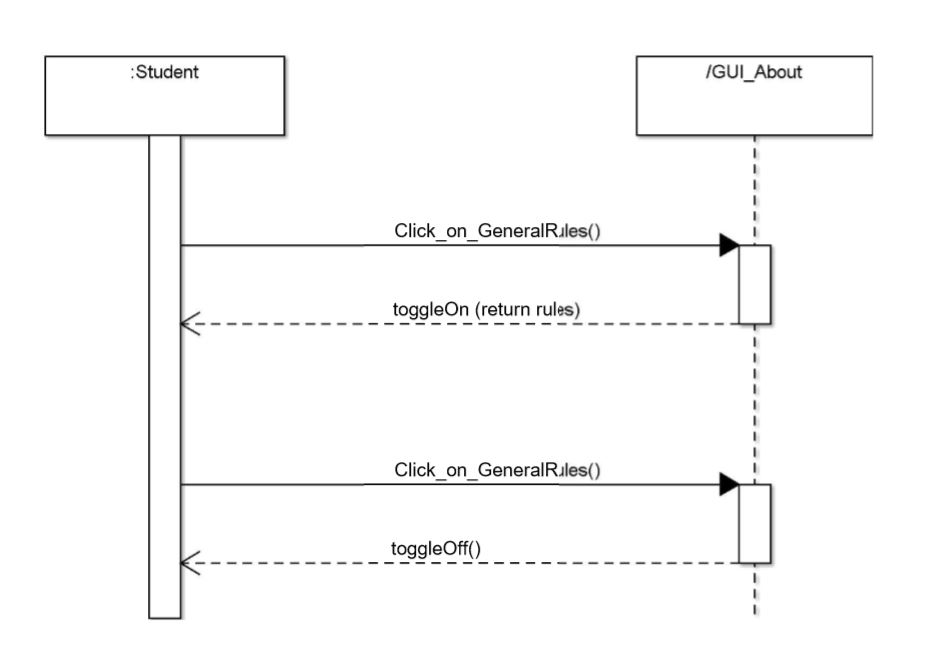 :Student
/GUI_About
Click_on_GeneralRules()
toggleOn (return rules)
Click_on_GeneralRules()
toggleOff()